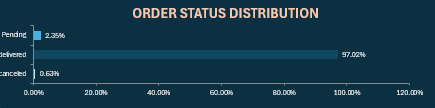 ORDER STATUS DISTRIBUTION
Pending 2.35%
delivered 97.02%
canceled 0.63%
0.00% 20.00% 40.00% 60.00% 80.00% 100.00% 120.00%